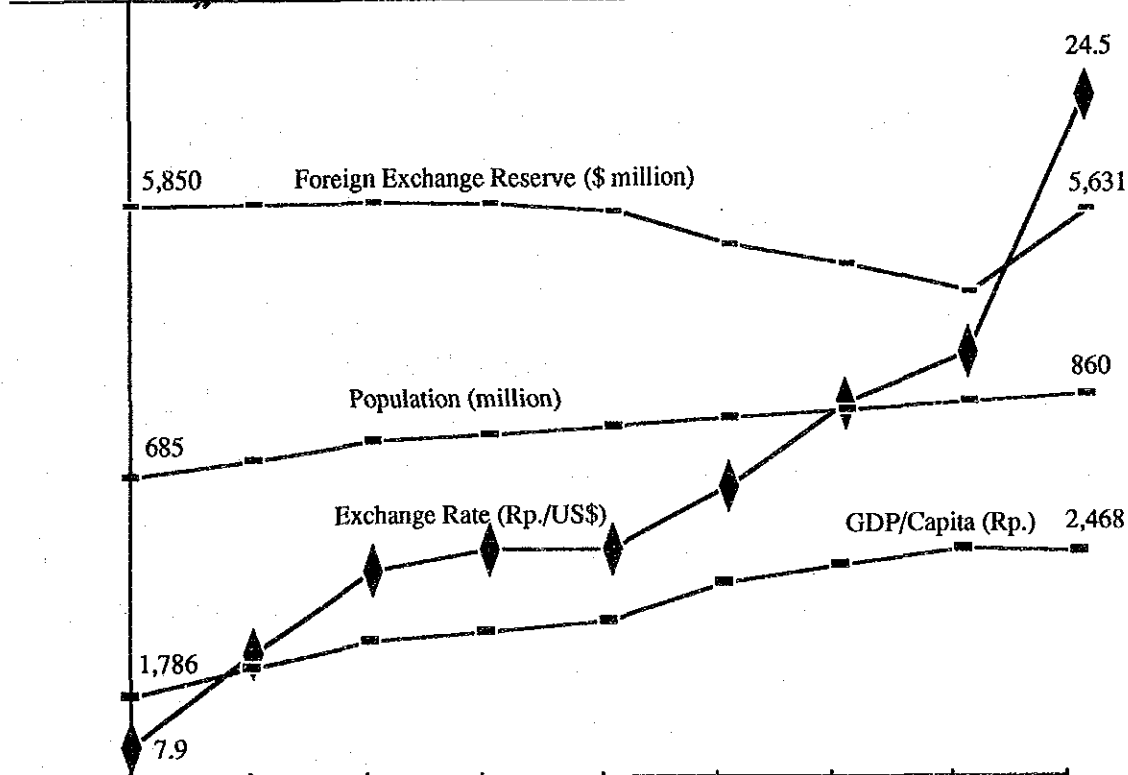 24.5
5,850
Foreign Exchange Reserve ($ million)
5,631
860
Population (million)
685
Exchange Rate (Rp./US$)
GDP/Capita (Rp.)
2,468
1,786
7.9